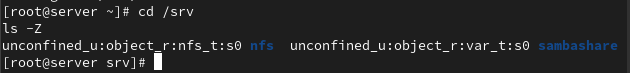 [root@server ~]# cd /srv
ls -Z
unconfined_u:object_r:nfs_t:s0 nfs  unconfined_u:object_r:var_t:s0 sambashare
[root@server srv]#